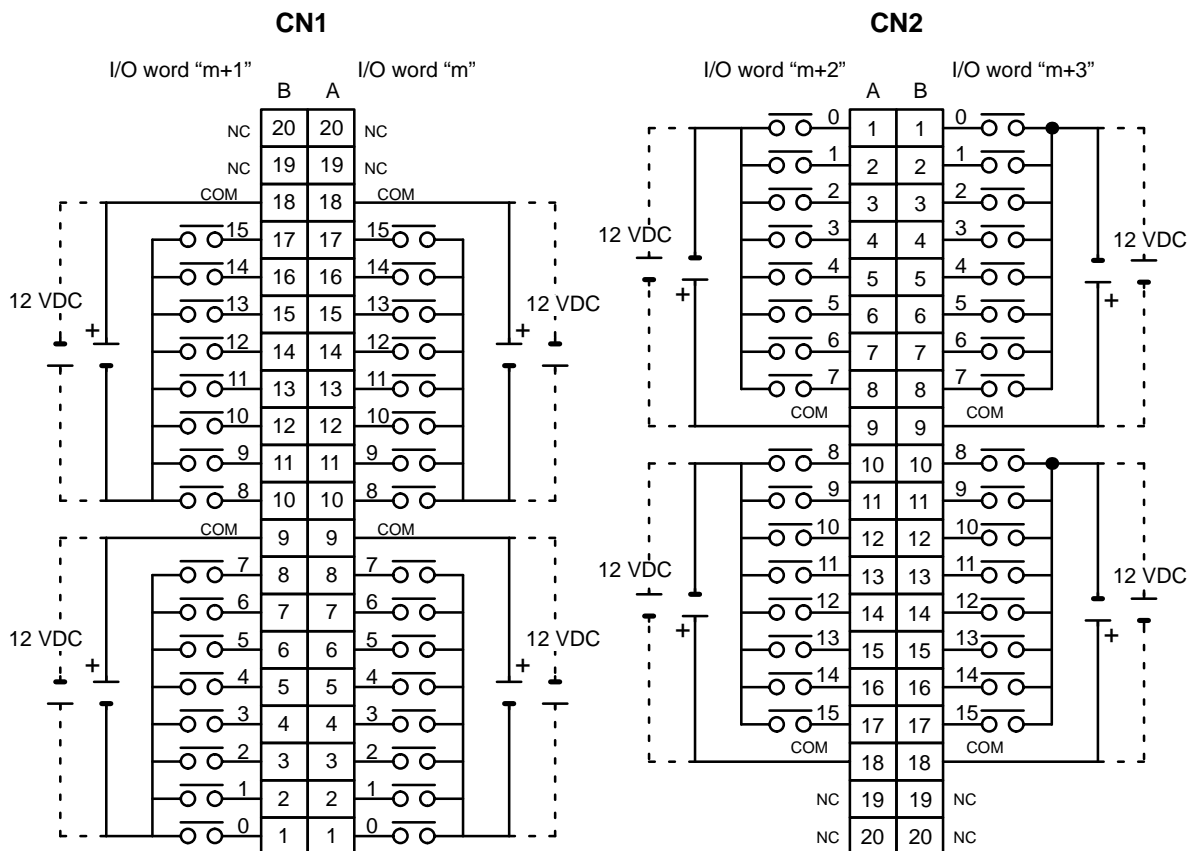 CN1 CN2
I/O word “m+1” I/O word “m” I/O word “m+2” I/O word “m+3”
B A A B
NC 20 20 NC 0 1 1 0
NC 19 19 NC 1 2 2 1
COM 18 18 COM 2 3 3 2
15 17 17 15 12 VDC 3 4 4 3 12 VDC
14 16 16 14 4 5 5 4
12 VDC 13 15 15 13 12 VDC + 5 6 6 5 +
+ 12 14 14 12 + 6 7 7 6
11 13 13 11 7 8 8 7
10 12 12 10 COM 9 9 COM
9 11 11 9 8 10 10 8
8 10 10 8 9 11 11 9
COM 9 9 COM 10 12 12 10
7 8 8 7 12 VDC 11 13 13 11 12 VDC
6 7 7 6 12 14 14 12
12 VDC 5 6 6 5 12 VDC + 13 15 15 13 +
+ 4 5 5 4 + 14 16 16 14
3 4 4 3 15 17 17 15
2 3 3 2 COM 18 18 COM
1 2 2 1 NC 19 19 NC
0 1 1 0 NC 20 20 NC